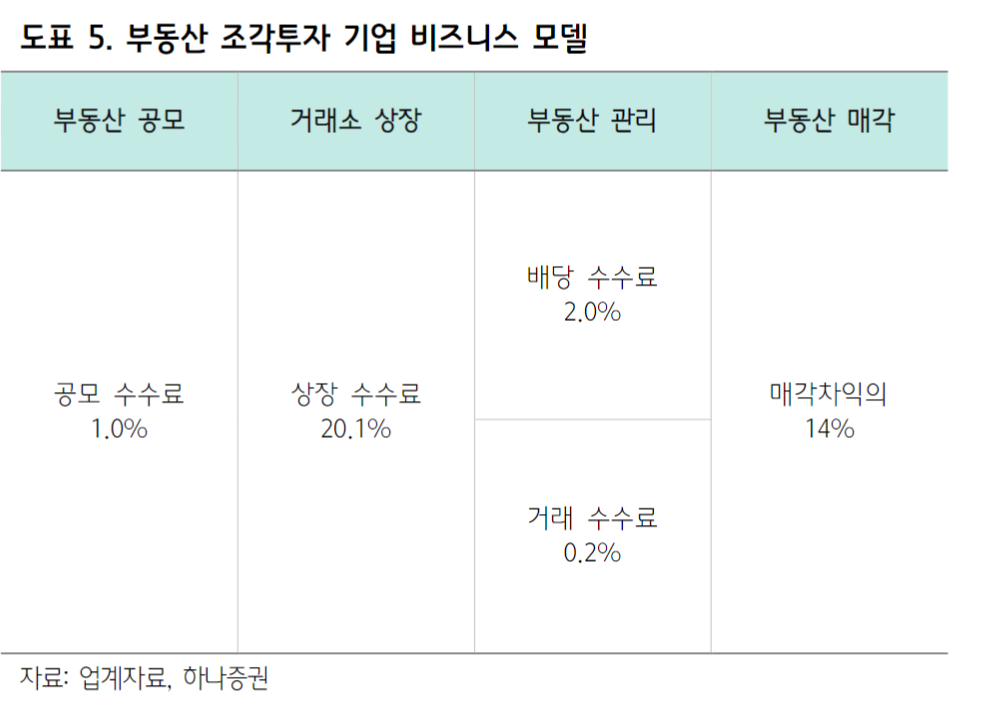 도표 5. 부동산 조각투자 기업 비즈니스 모델
부동산 공모 거래소 상장 부동산 관리 부동산 매각
공모 수수료
1.0%
상장 수수료
20.1%
배당 수수료
2.0%
거래 수수료
0.2%
매각차익의
14%
자료: 업계자료, 하나증권